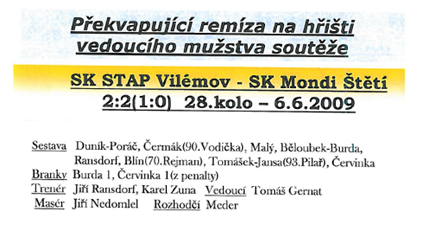 Překvapující remíza na hřišti
vedoucího mužstva soutěže
SK STAP Vilémov - SK Mondi Štětí
2:2(1:0) 28.kolo – 6.6.2009
Sestava Duník-Poráč, Čermák(90.Vodička), Malý, Běloubek-Burda,
Ransdorf, Blín(70.Rejman), Tomášek-Jansa(93.Pilař), Červinka
Branky Burda 1, Červinka 1(z penalty)
Trenér Jiří Ransdorf, Karel Zuna Vedoucí Tomáš Gernat
Masér Jiří Nedomlel Rozhodčí Meder